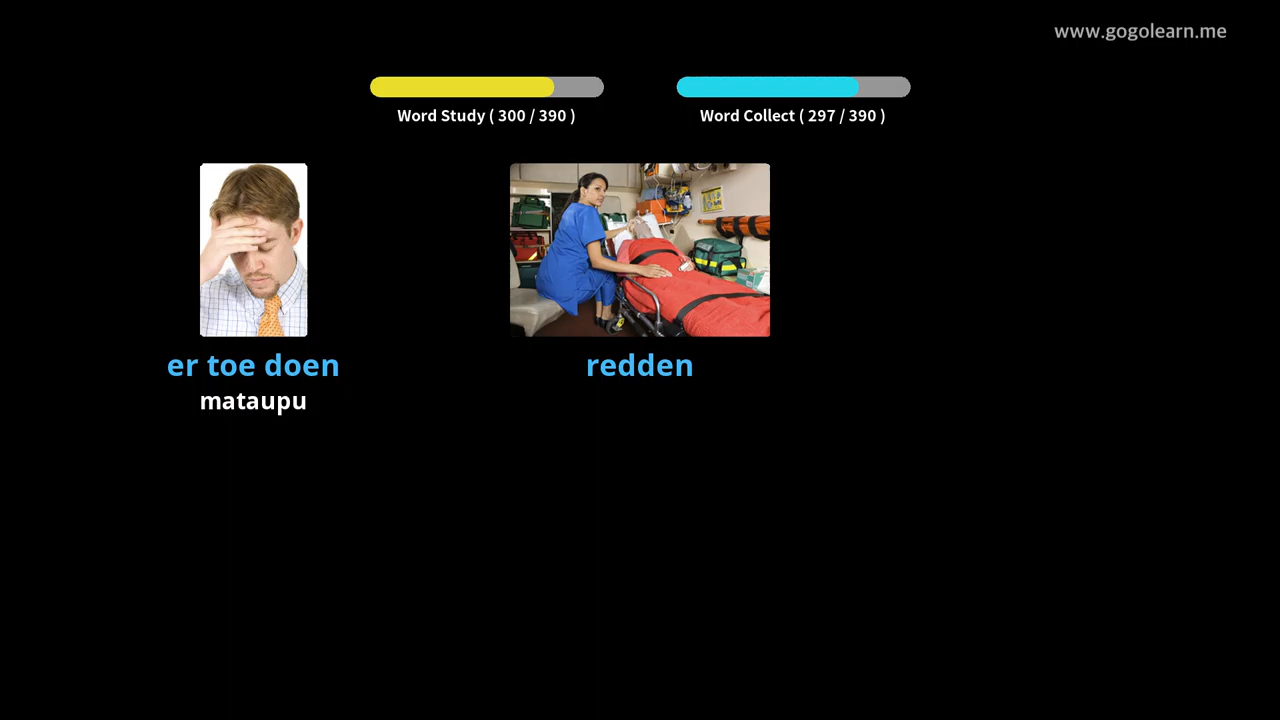 www.gogolearn.me
Word Study ( 300 / 390 )
Word Collect ( 297 / 390 )
er toe doen
mataupu
redden